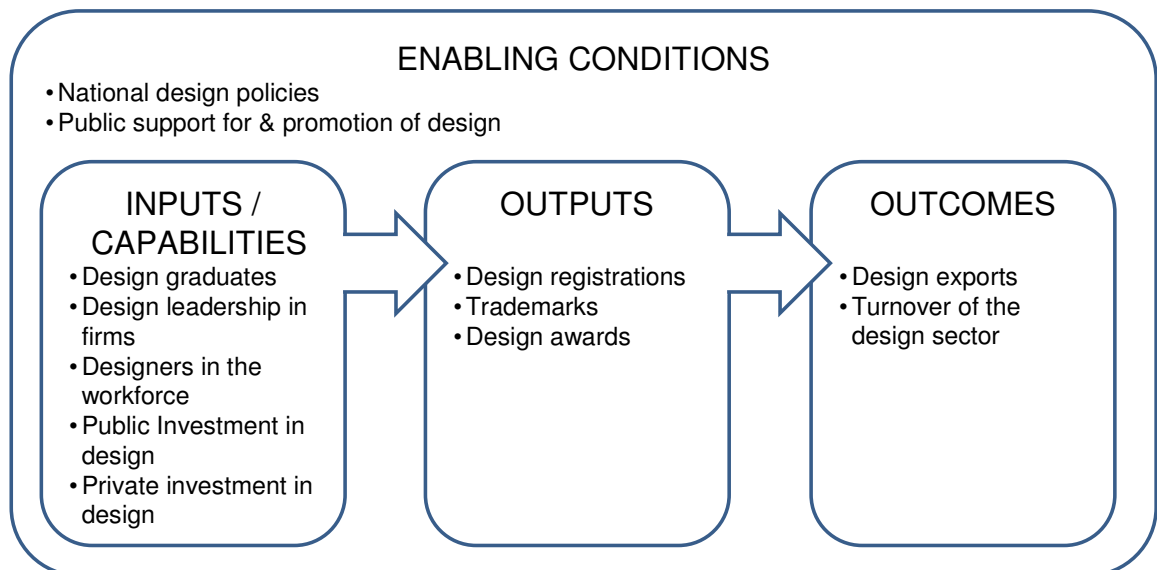 ENABLING CONDITIONS
•National design policies
•Public support for & promotion of design
INPUTS /
CAPABILITIES
•Design graduates
•Design leadership in
firms
•Designers in the
workforce
•Public Investment in
design
•Private investment in
design
OUTPUTS
•Design registrations
•Trademarks
•Design awards
OUTCOMES
•Design exports
•Turnover of the
design sector